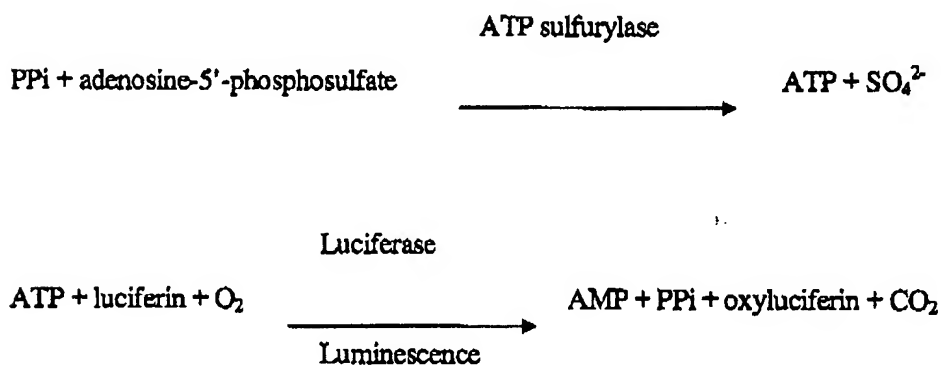 ATP sulfurylase
PPi + adenosine-5'-phosphosulfate ATP + SO₄²⁻
Luciferase
ATP + luciferin + O₂ AMP + PPi + oxyluciferin + CO₂
Luminescence